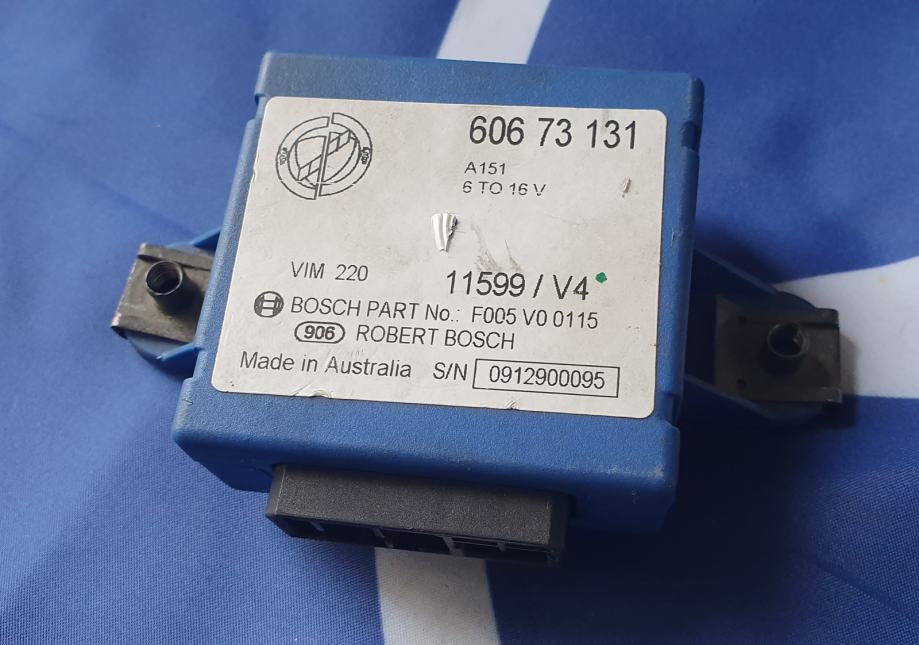 606 73 131
A151
6 TO 16 V
VIM 220
11599 / V4
BOSCH PART No.: F005 V0 0115
906 ROBERT BOSCH
Made in Australia S/N 0912900095